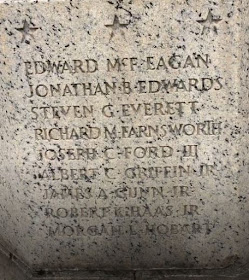 EDWARD McF. EAGAN
JONATHAN B. EDWARDS
STEVEN G. EVERETT
RICHARD M. FARNSWORTH
JOSEPH C. FORD III
ALBERT C. GRIFFIN JR
JAMES A. GUNN JR
ROBERT HAAS JR
MORGAN L.